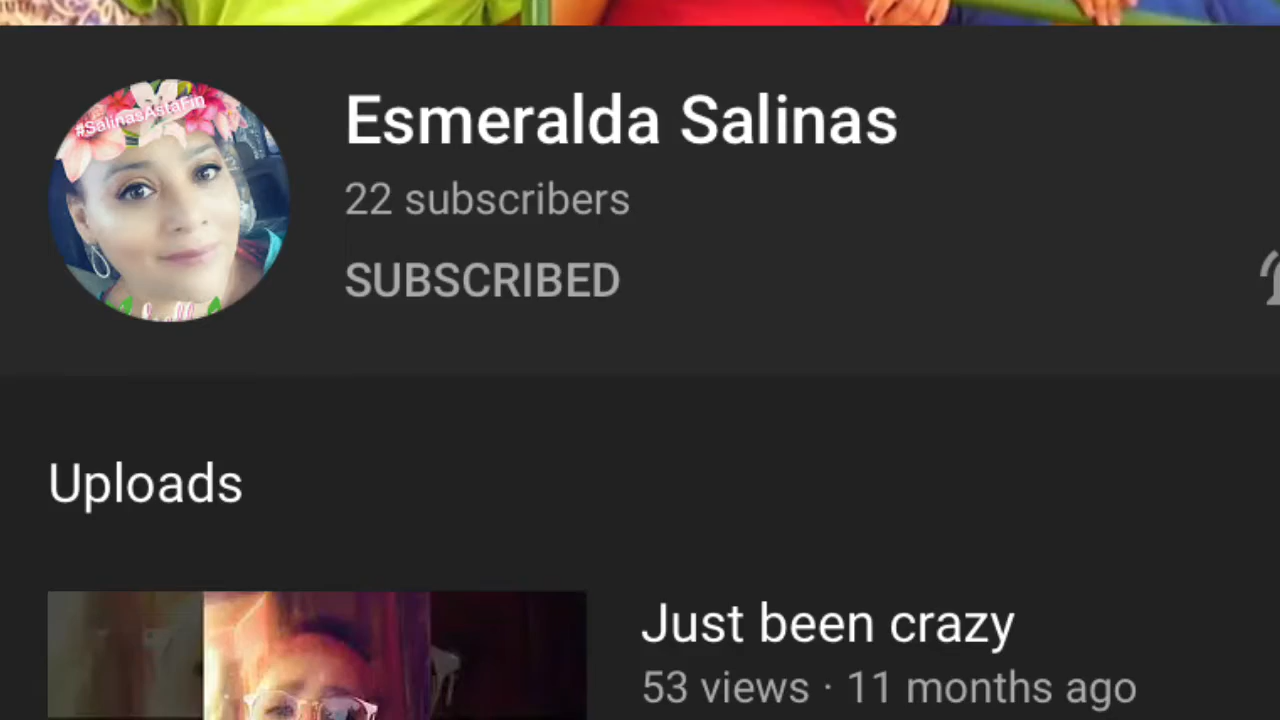 #SalinasAstaFin
Esmeralda Salinas
22 subscribers
SUBSCRIBED
Uploads
Just been crazy
53 views · 11 months ago